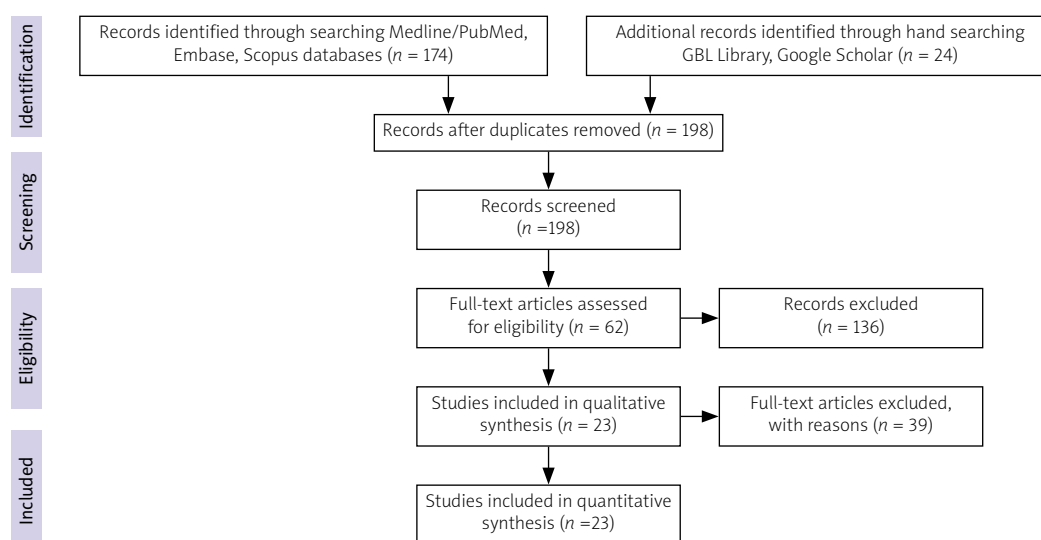 Identification
Records identified through searching Medline/PubMed,
Embase, Scopus databases (n = 174)
Additional records identified through hand searching
GBL Library, Google Scholar (n = 24)
Records after duplicates removed (n = 198)
Screening
Records screened
(n =198)
Eligibility
Full-text articles assessed
for eligibility (n = 62)
Records excluded
(n = 136)
Studies included in qualitative
synthesis (n = 23)
Full-text articles excluded,
with reasons (n = 39)
Included
Studies included in quantitative
synthesis (n =23)